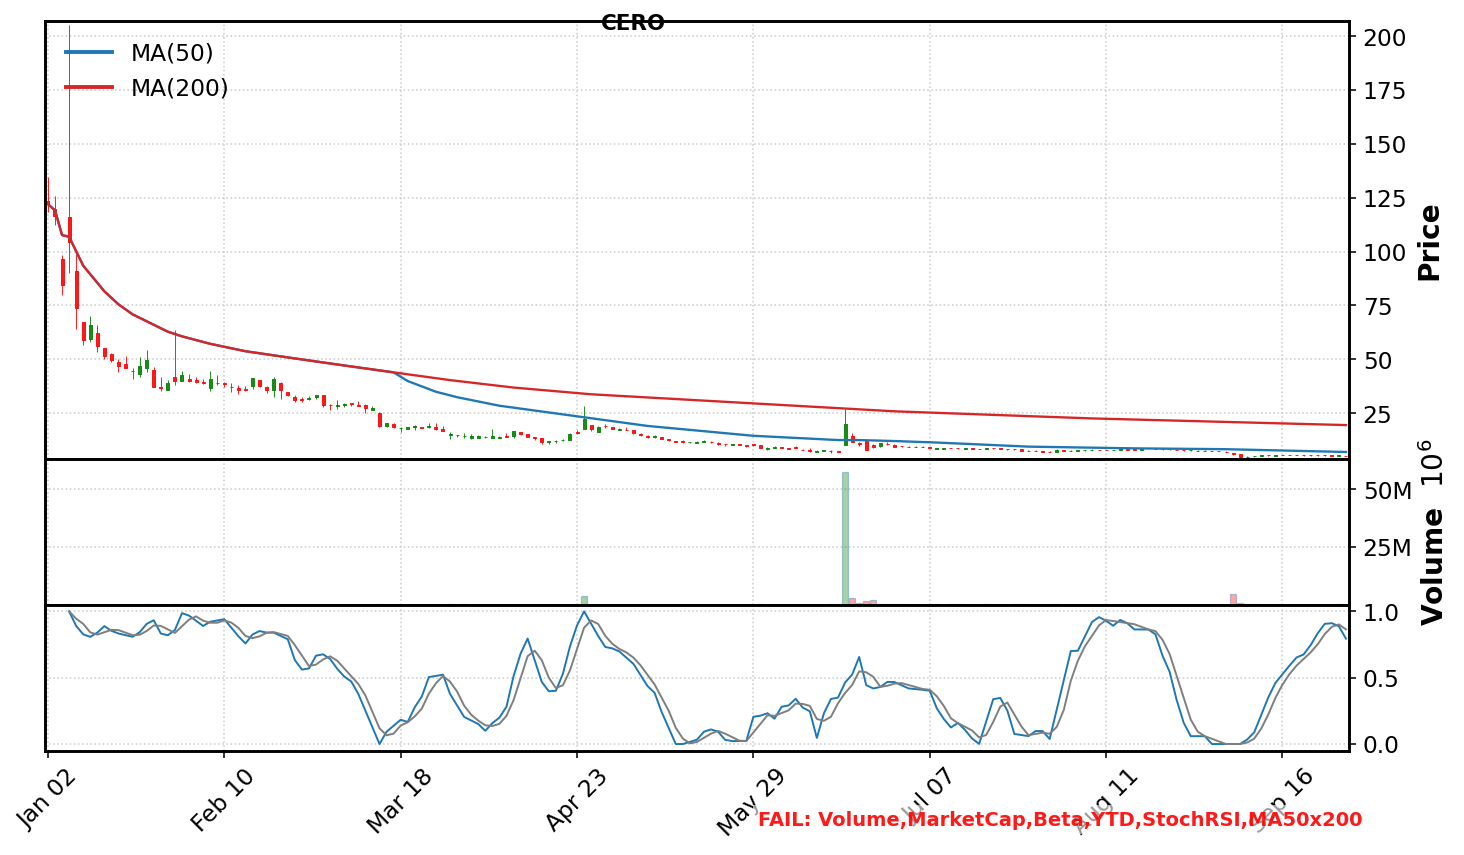 CERO
MA(50)
MA(200)
200
175
150
125
100
75
50
25
Price
50M
25M
Volume 10^6
1.0
0.5
0.0
Jan 02
Feb 10
Mar 18
Apr 23
May 29
Jul 07
Aug 11
Sep 16
FAIL: Volume,MarketCap,Beta,YTD,StochRSI,MA50x200